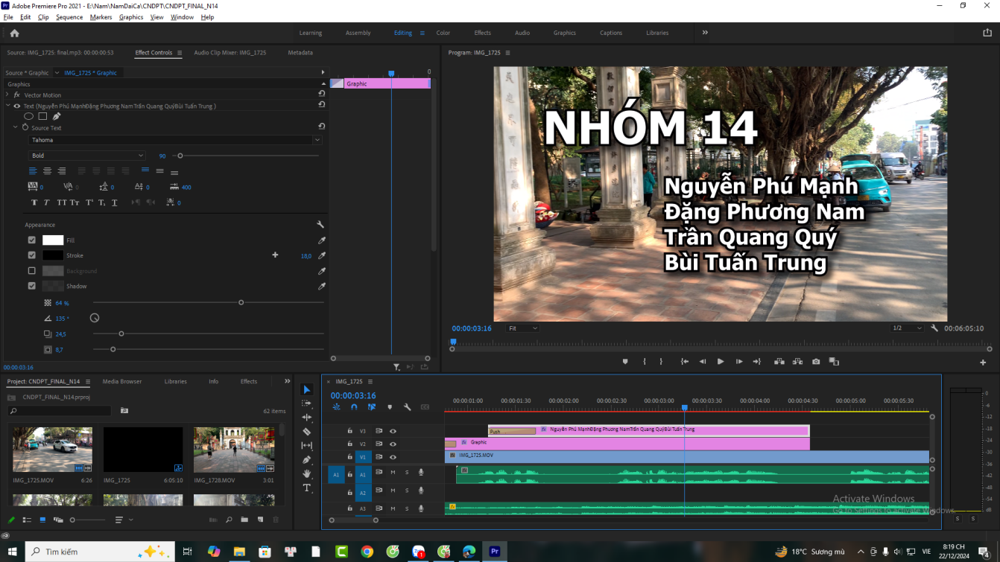 Adobe Premiere Pro 2021 - E:\Nam\NamDaiCa\CNDPT\CNDPT_FINAL_N14
File Edit Clip Sequence Markers Graphics View Window Help
Learning Assembly Editing Color Effects Audio Graphics Captions Libraries
Source: IMG_1725: final.mp3: 00:00:00:53 Effect Controls Audio Clip Mixer: IMG_1725 Metadata
Program: IMG_1725
Source * Graphic IMG_1725 * Graphic
0
Graphics
Graphic
fx Vector Motion
Text (Nguyễn Phú MạnhĐặng Phương NamTrần Quang QuýBùi Tuấn Trung )
Source Text
Tahoma
Bold 90
0 0 0 0 400
0
Appearance
Fill
Stroke 18,0
Background
Shadow
64 %
135 °
24,5
8,7
00:00:03:16
NHÓM 14
Nguyễn Phú Mạnh
Đặng Phương Nam
Trần Quang Quý
Bùi Tuấn Trung
00:00:03:16 Fit 1/2 00:06:05:10
Project: CNDPT_FINAL_N14 Media Browser Libraries Info Effects
CNDPT_FINAL_N14.prproj
62 items
IMG_1725.MOV 6:26
IMG_1725 6:05:10
IMG_1728.MOV 3:01
IMG_1725
00:00:03:16
00:00:01:00 00:00:01:30 00:00:02:00 00:00:02:30 00:00:03:00 00:00:03:30 00:00:04:00 00:00:04:30 00:00:05:00 00:00:05:30
V3 Push Nguyễn Phú MạnhĐặng Phương NamTrần Quang QuýBùi Tuấn Trung
V2 Graphic
V1 IMG_1725.MOV
A1 A1 M S
A2 M S
A3 M S
0
-6
-12
-18
-24
-30
-36
-42
-48
-54
dB
S S
Activate Windows
Go to Settings to activate Windows.
Tìm kiếm
18°C Sương mù
VIE
8:19 CH
22/12/2024